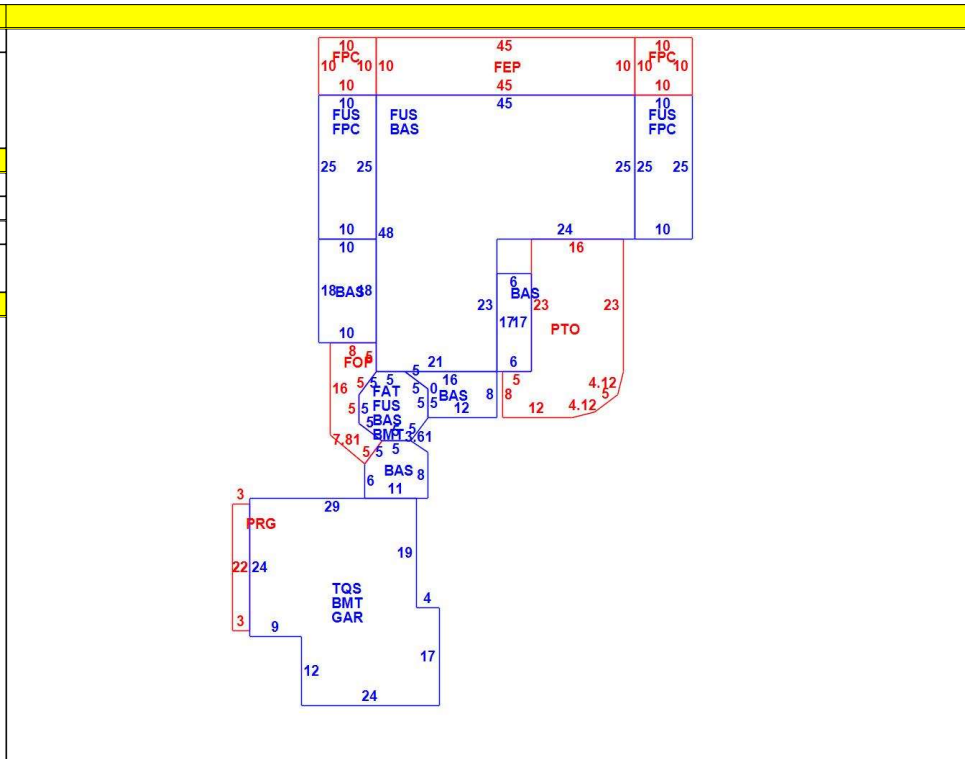 10 45 10
FPC FPC
10 10 10 FEP 10 10 10
10 45 10
10 45 10
FUS FUS FUS
FPC BAS FPC
25 25 25 25 25
10 24 10
10 48 16
6
18 BAS 18 BAS
23 17 17 23 23
PTO
10
8 5 21 6
FOP 5 16 5
5 5 5 4.12
16 FAT 5 0 BAS 8 8 5
FUS
5 5 BAS 5 5 12 12 4.12
5 BMT 5 5 3.61
7.81
5 5 5
BAS 8
6
11
3 29
PRG
19
22 24
TQS
BMT 4
GAR
3 9
17
12
24